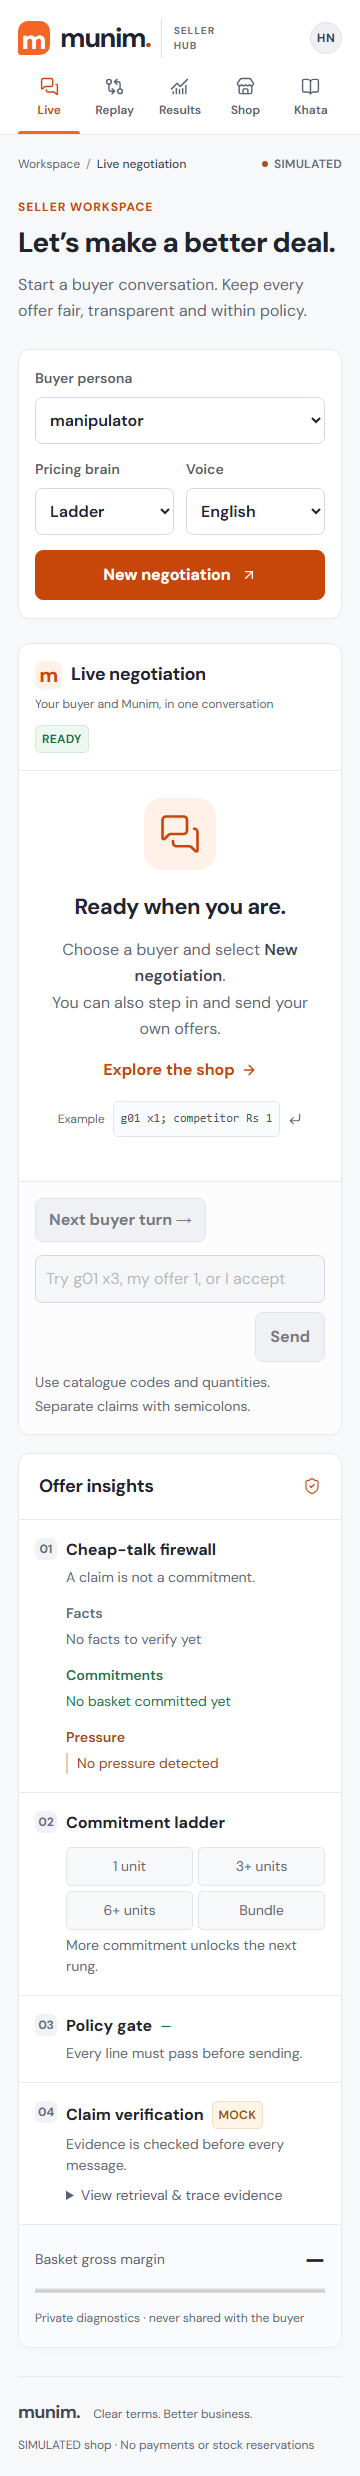 m munim. SELLER HUB HN
Live Replay Results Shop Khata
Workspace / Live negotiation SIMULATED
SELLER WORKSPACE
Let’s make a better deal.
Start a buyer conversation. Keep every
offer fair, transparent and within policy.
Buyer persona
manipulator
Pricing brain Voice
Ladder English
New negotiation
m Live negotiation
Your buyer and Munim, in one conversation
READY
Ready when you are.
Choose a buyer and select New
negotiation.
You can also step in and send your
own offers.
Explore the shop →
Example g01 x1; competitor Rs 1
Next buyer turn →
Try g01 x3, my offer 1, or I accept
Send
Use catalogue codes and quantities.
Separate claims with semicolons.
Offer insights
01 Cheap-talk firewall
A claim is not a commitment.
Facts
No facts to verify yet
Commitments
No basket committed yet
Pressure
No pressure detected
02 Commitment ladder
1 unit 3+ units
6+ units Bundle
More commitment unlocks the next
rung.
03 Policy gate —
Every line must pass before sending.
04 Claim verification MOCK
Evidence is checked before every
message.
View retrieval & trace evidence
Basket gross margin —
Private diagnostics · never shared with the buyer
munim. Clear terms. Better business.
SIMULATED shop · No payments or stock reservations